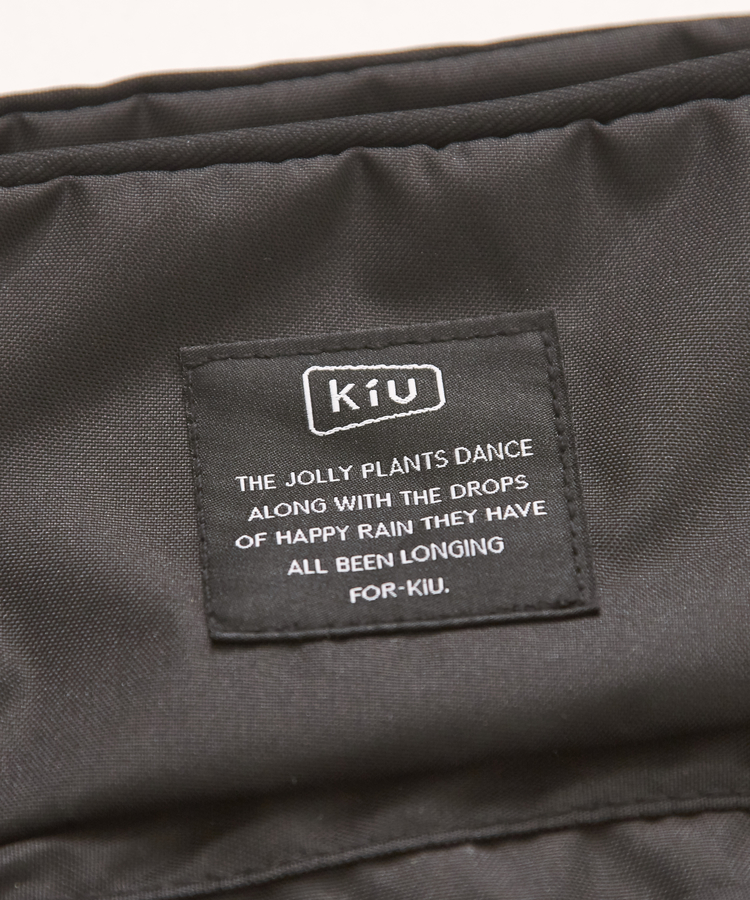 KiU
THE JOLLY PLANTS DANCE
ALONG WITH THE DROPS
OF HAPPY RAIN THEY HAVE
ALL BEEN LONGING
FOR-KiU.